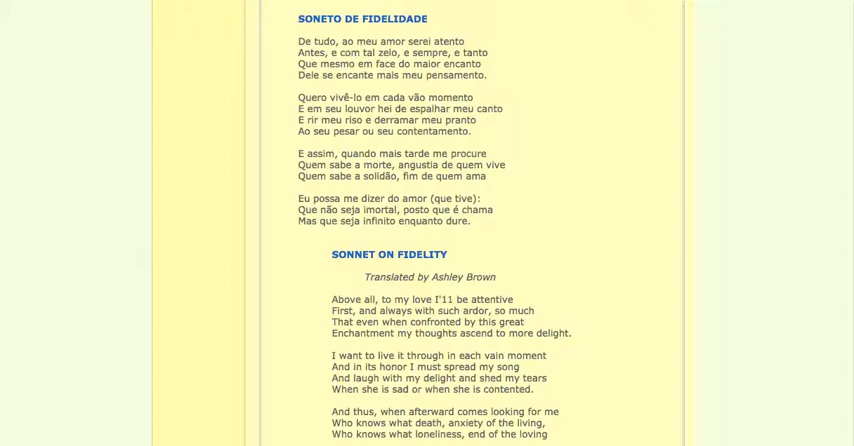 SONETO DE FIDELIDADE
De tudo, ao meu amor serei atento
Antes, e com tal zelo, e sempre, e tanto
Que mesmo em face do maior encanto
Dele se encante mais meu pensamento.
Quero vivê-lo em cada vão momento
E em seu louvor hei de espalhar meu canto
E rir meu riso e derramar meu pranto
Ao seu pesar ou seu contentamento.
E assim, quando mais tarde me procure
Quem sabe a morte, angustia de quem vive
Quem sabe a solidão, fim de quem ama
Eu possa me dizer do amor (que tive):
Que não seja imortal, posto que é chama
Mas que seja infinito enquanto dure.
SONNET ON FIDELITY
Translated by Ashley Brown
Above all, to my love I'11 be attentive
First, and always with such ardor, so much
That even when confronted by this great
Enchantment my thoughts ascend to more delight.
I want to live it through in each vain moment
And in its honor I must spread my song
And laugh with my delight and shed my tears
When she is sad or when she is contented.
And thus, when afterward comes looking for me
Who knows what death, anxiety of the living,
Who knows what loneliness, end of the loving